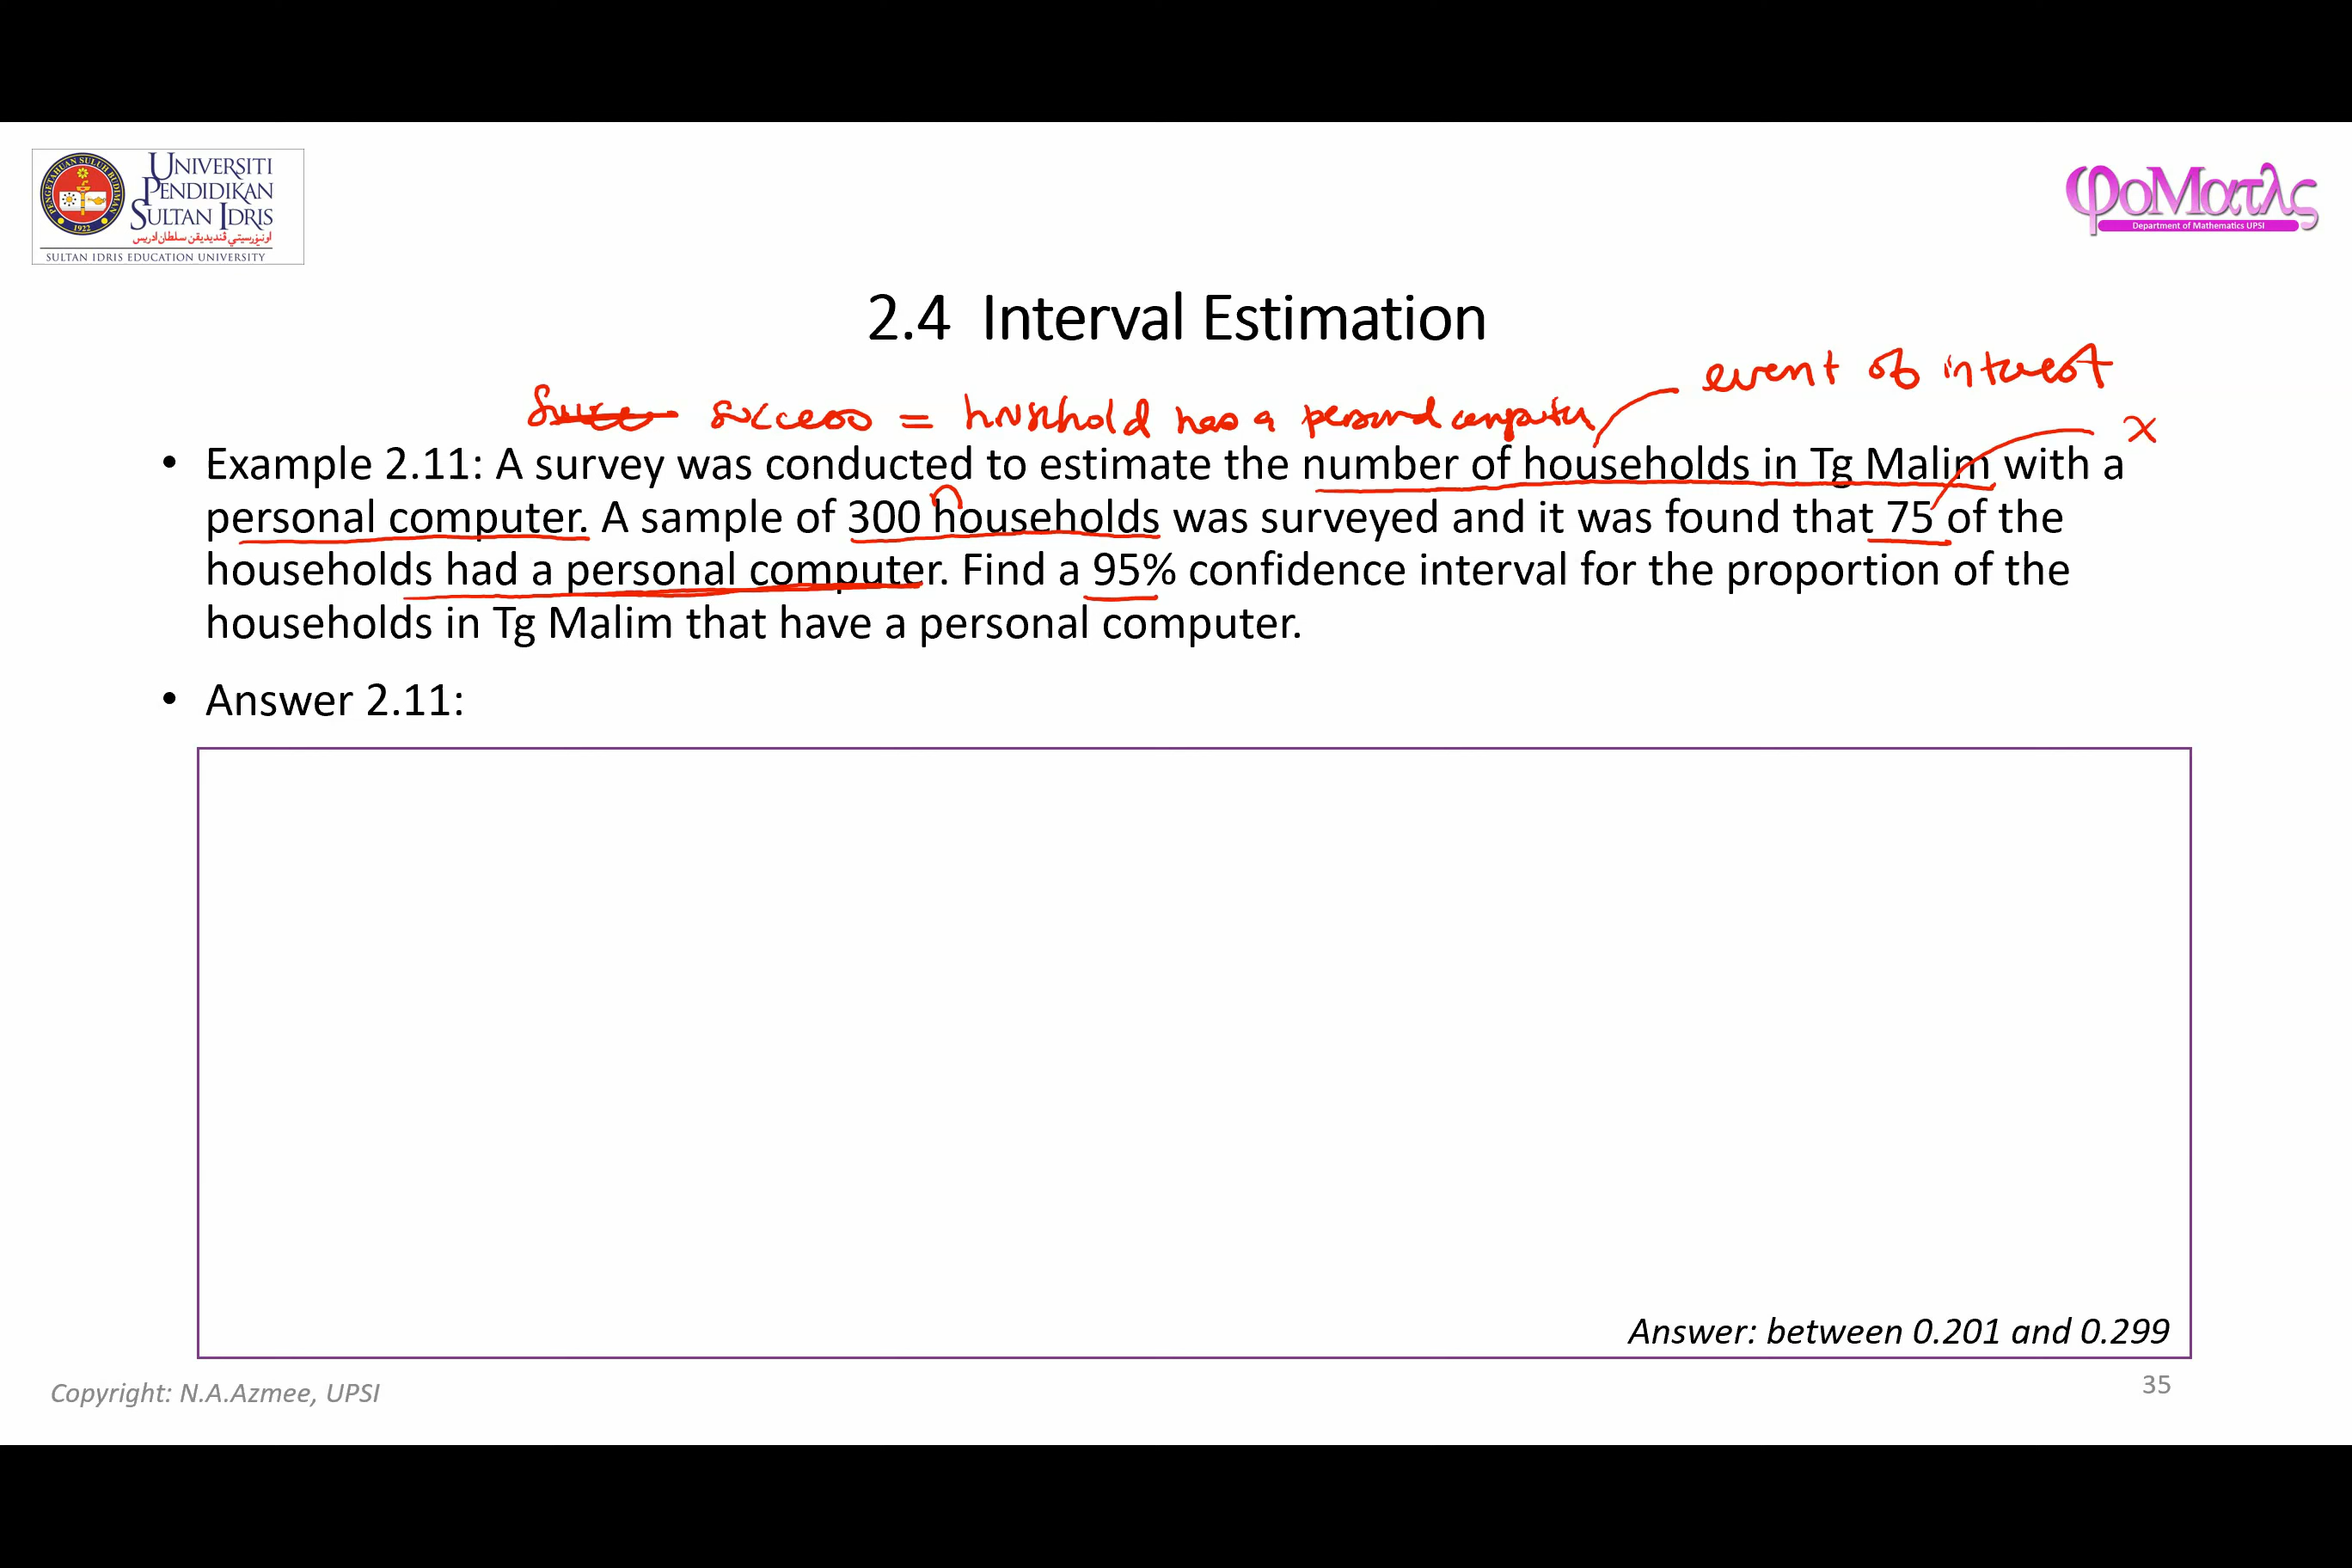 UNIVERSITI
PENDIDIKAN
SULTAN IDRIS
اونيۏرسيتي ڤنديديقن سلطان ادريس
SULTAN IDRIS EDUCATION UNIVERSITY
φοΜατλς
Department of Mathematics UPSI
2.4 Interval Estimation
event of interest
success = household has a personal computer
x
• Example 2.11: A survey was conducted to estimate the number of households in Tg Malim with a
personal computer. A sample of 300 households was surveyed and it was found that 75 of the
households had a personal computer. Find a 95% confidence interval for the proportion of the
households in Tg Malim that have a personal computer.
• Answer 2.11:
Answer: between 0.201 and 0.299
Copyright: N.A.Azmee, UPSI
35